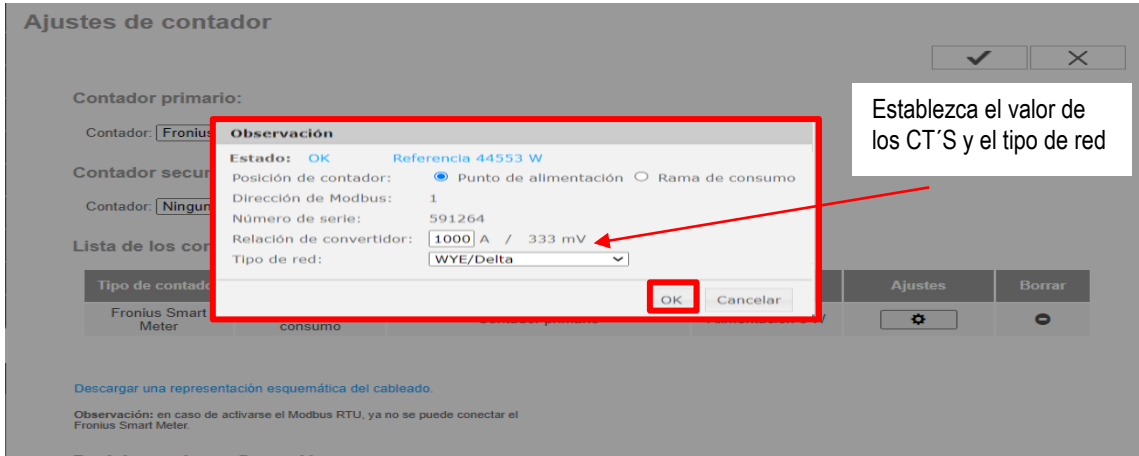 Ajustes de contador
Contador primario:
Contador: Fronius
Establezca el valor de
los CT´S y el tipo de red
Observación
Estado: OK Referencia 44553 W
Posición de contador: Punto de alimentación Rama de consumo
Dirección de Modbus: 1
Número de serie: 591264
Relación de convertidor: 1000 A / 333 mV
Tipo de red: WYE/Delta
OK Cancelar
Contador secun
Contador: Ningun
Lista de los con
Tipo de contado Ajustes Borrar
Fronius Smart
Meter
consumo
Descargar una representación esquemática del cableado.
Observación: en caso de activarse el Modbus RTU, ya no se puede conectar el
Fronius Smart Meter.